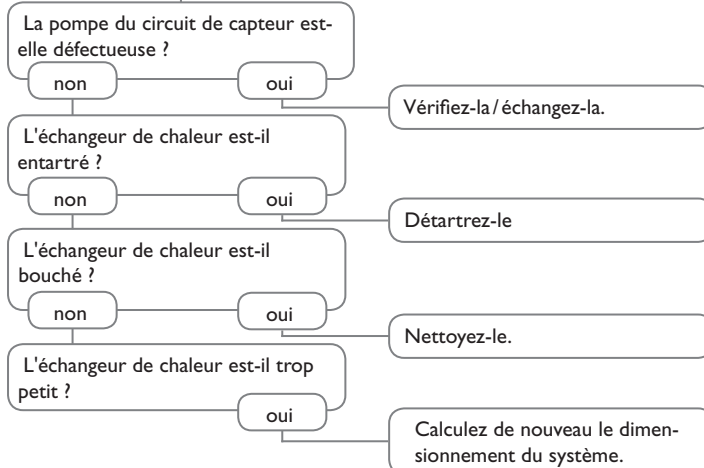 La pompe du circuit de capteur est-
elle défectueuse ?
non
oui
Vérifiez-la/échangez-la.
L'échangeur de chaleur est-il
entartré ?
non
oui
Détartrez-le
L'échangeur de chaleur est-il
bouché ?
non
oui
Nettoyez-le.
L'échangeur de chaleur est-il trop
petit ?
oui
Calculez de nouveau le dimen-
sionnement du système.